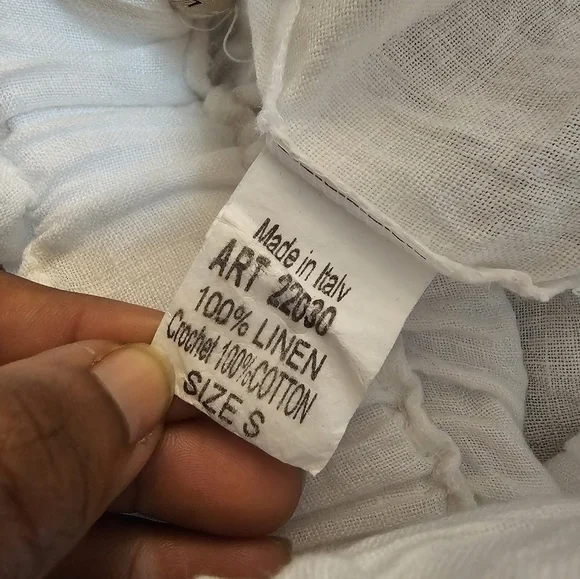 Made in Italy
ART 22030
100% LINEN
Crochet 100%COTTON
SIZE S